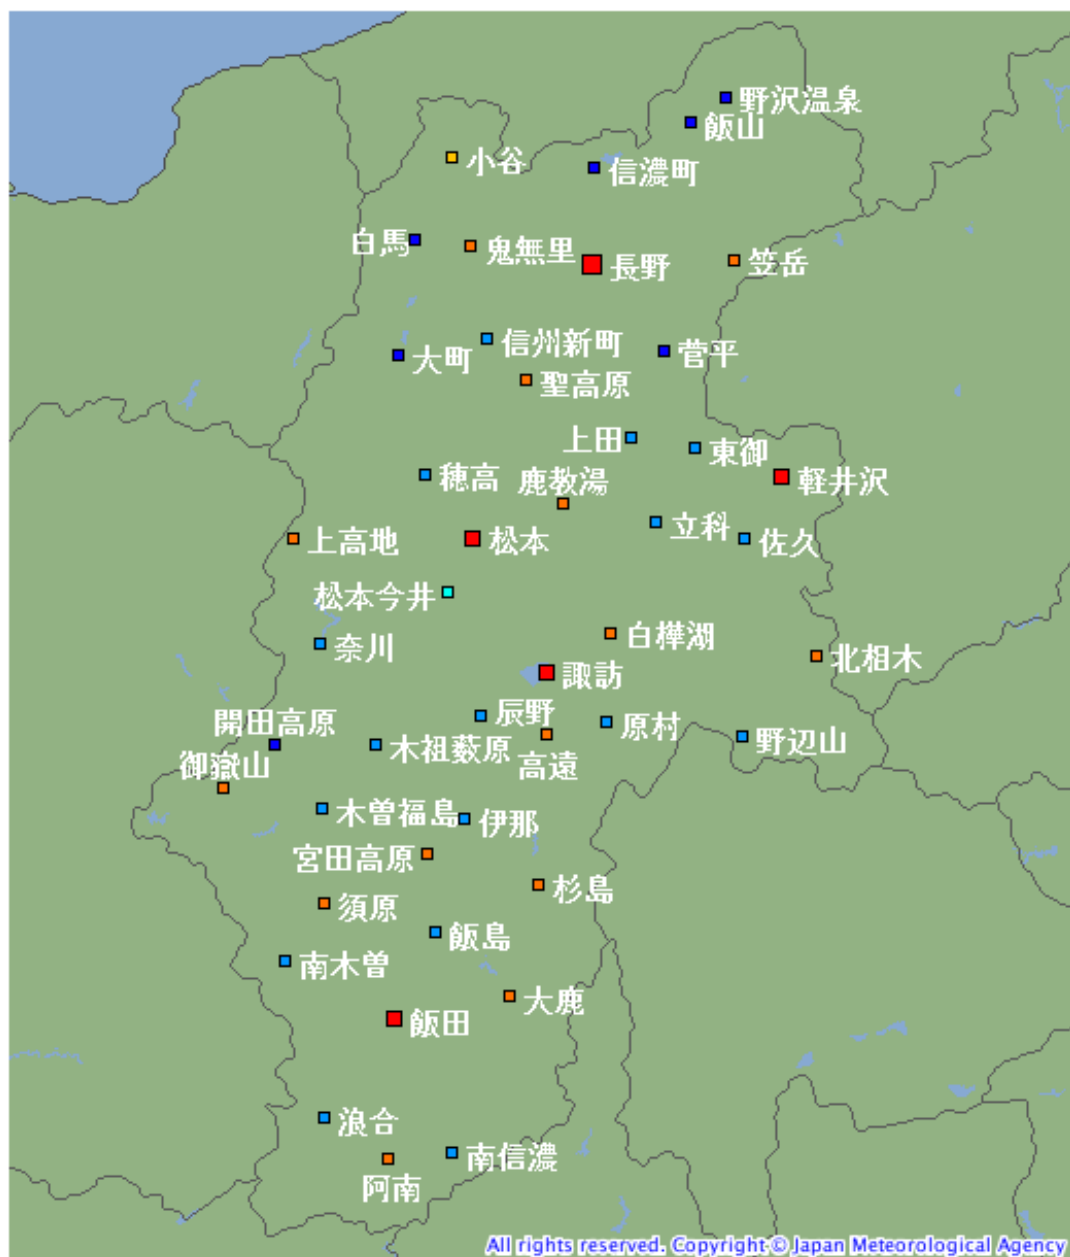 野沢温泉
飯山
小谷
信濃町
白馬
鬼無里
長野
笠岳
信州新町
大町
菅平
聖高原
上田
東御
穂高
鹿教湯
軽井沢
立科
上高地
松本
佐久
松本今井
白樺湖
奈川
北相木
諏訪
辰野
開田高原
原村
木祖薮原
野辺山
高遠
御嶽山
木曽福島
伊那
宮田高原
杉島
須原
飯島
南木曽
大鹿
飯田
浪合
南信濃
阿南
All rights reserved. Copyright © Japan Meteorological Agency